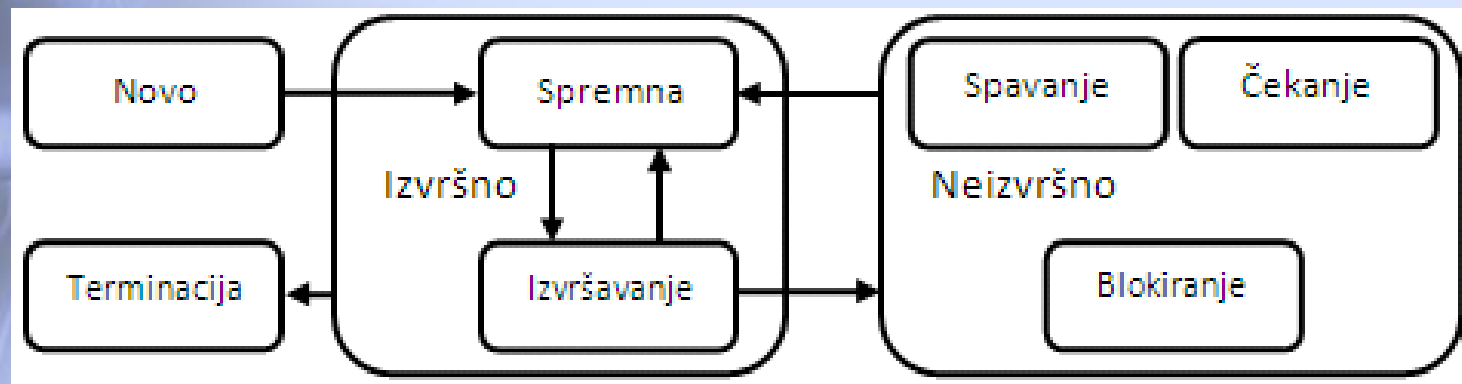 Novo
Spremna
Spavanje
Čekanje
Izvršno
Neizvršno
Terminacija
Izvršavanje
Blokiranje